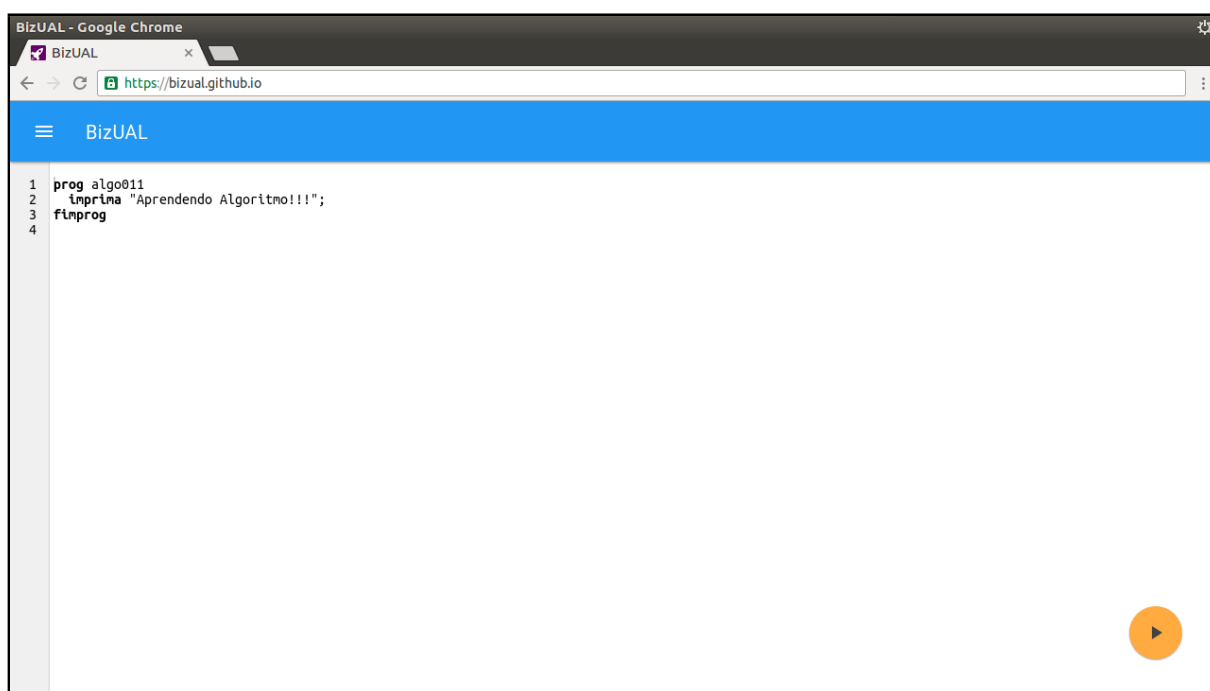 BizUAL - Google Chrome
BizUAL
https://bizual.github.io
BizUAL
1 prog algo011
2 imprima "Aprendendo Algoritmo!!!";
3 fimprog
4